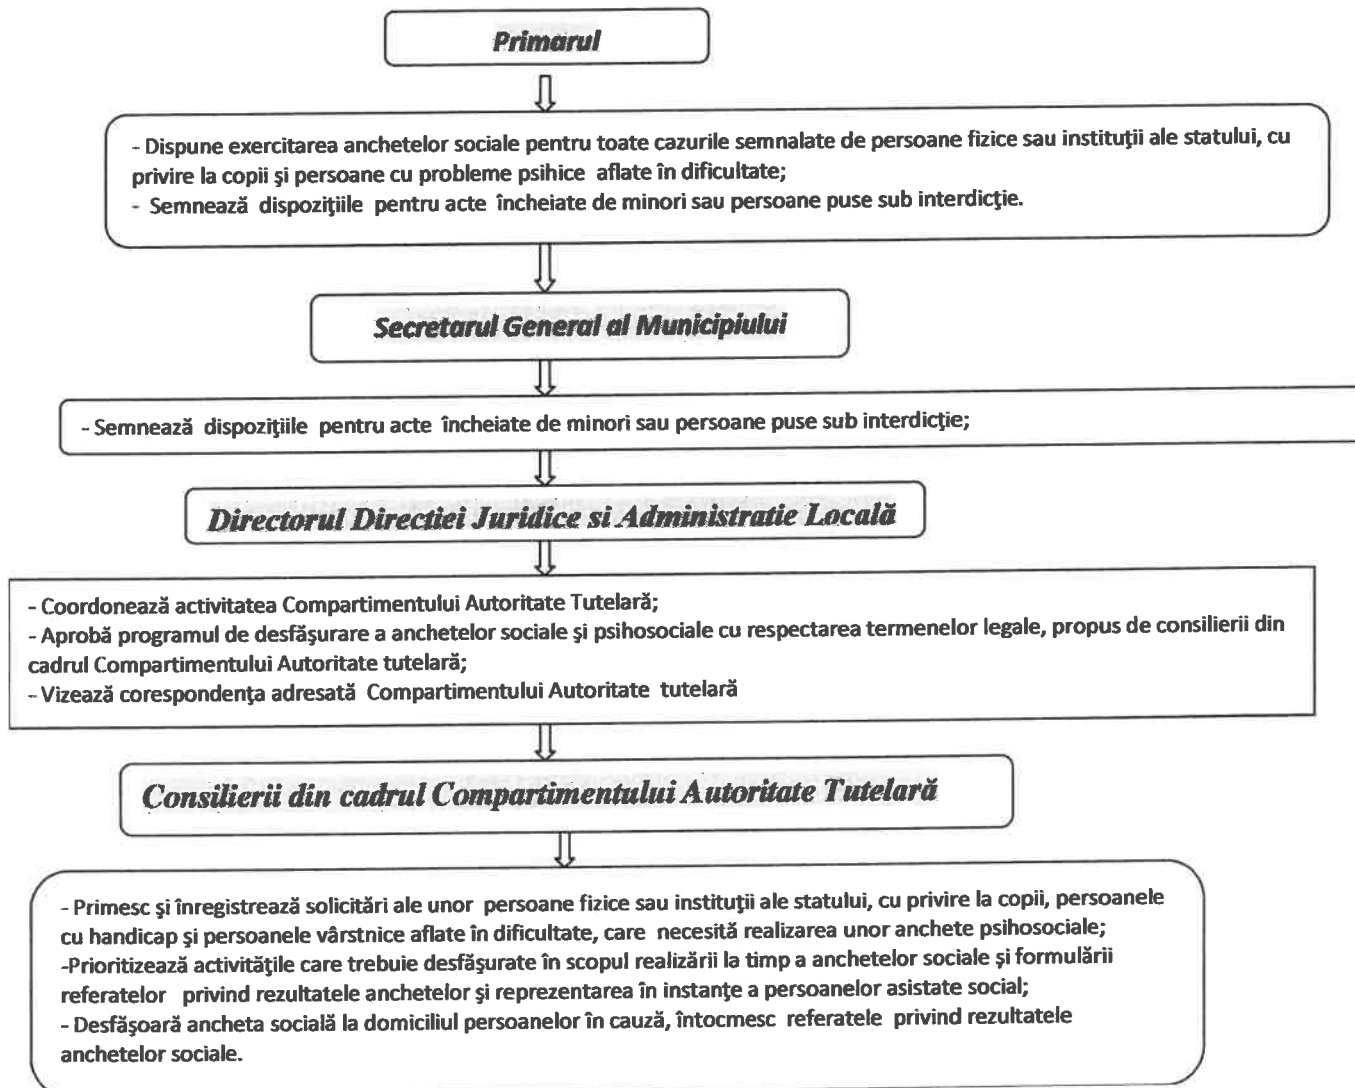 Primarul
- Dispune exercitarea anchetelor sociale pentru toate cazurile semnalate de persoane fizice sau instituţii ale statului, cu
privire la copii şi persoane cu probleme psihice aflate în dificultate;
- Semnează dispoziţiile pentru acte încheiate de minori sau persoane puse sub interdicţie.
Secretarul General al Municipiului
- Semnează dispoziţiile pentru acte încheiate de minori sau persoane puse sub interdicţie;
Directorul Directiei Juridice si Administratie Locală
- Coordonează activitatea Compartimentului Autoritate Tutelară;
- Aprobă programul de desfăşurare a anchetelor sociale şi psihosociale cu respectarea termenelor legale, propus de consilierii din
cadrul Compartimentului Autoritate tutelară;
- Vizează corespondenţa adresată Compartimentului Autoritate tutelară
Consilierii din cadrul Compartimentului Autoritate Tutelară
- Primesc şi înregistrează solicitări ale unor persoane fizice sau instituţii ale statului, cu privire la copii, persoanele
cu handicap şi persoanele vârstnice aflate în dificultate, care necesită realizarea unor anchete psihosociale;
-Prioritizează activităţile care trebuie desfăşurate în scopul realizării la timp a anchetelor sociale şi formulării
referatelor privind rezultatele anchetelor şi reprezentarea în instanţe a persoanelor asistate social;
- Desfăşoară ancheta socială la domiciliul persoanelor în cauză, întocmesc referatele privind rezultatele
anchetelor sociale.